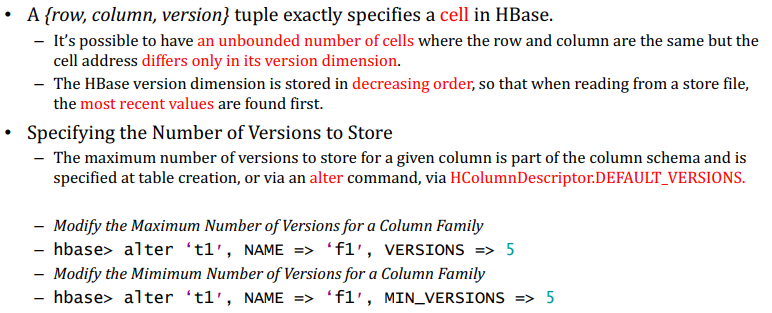 • A {row, column, version} tuple exactly specifies a cell in HBase.
– It’s possible to have an unbounded number of cells where the row and column are the same but the
cell address differs only in its version dimension.
– The HBase version dimension is stored in decreasing order, so that when reading from a store file,
the most recent values are found first.
• Specifying the Number of Versions to Store
– The maximum number of versions to store for a given column is part of the column schema and is
specified at table creation, or via an alter command, via HColumnDescriptor.DEFAULT_VERSIONS.
– Modify the Maximum Number of Versions for a Column Family
– hbase> alter ‘t1′, NAME => ‘f1′, VERSIONS => 5
– Modify the Mimimum Number of Versions for a Column Family
– hbase> alter ‘t1′, NAME => ‘f1′, MIN_VERSIONS => 5